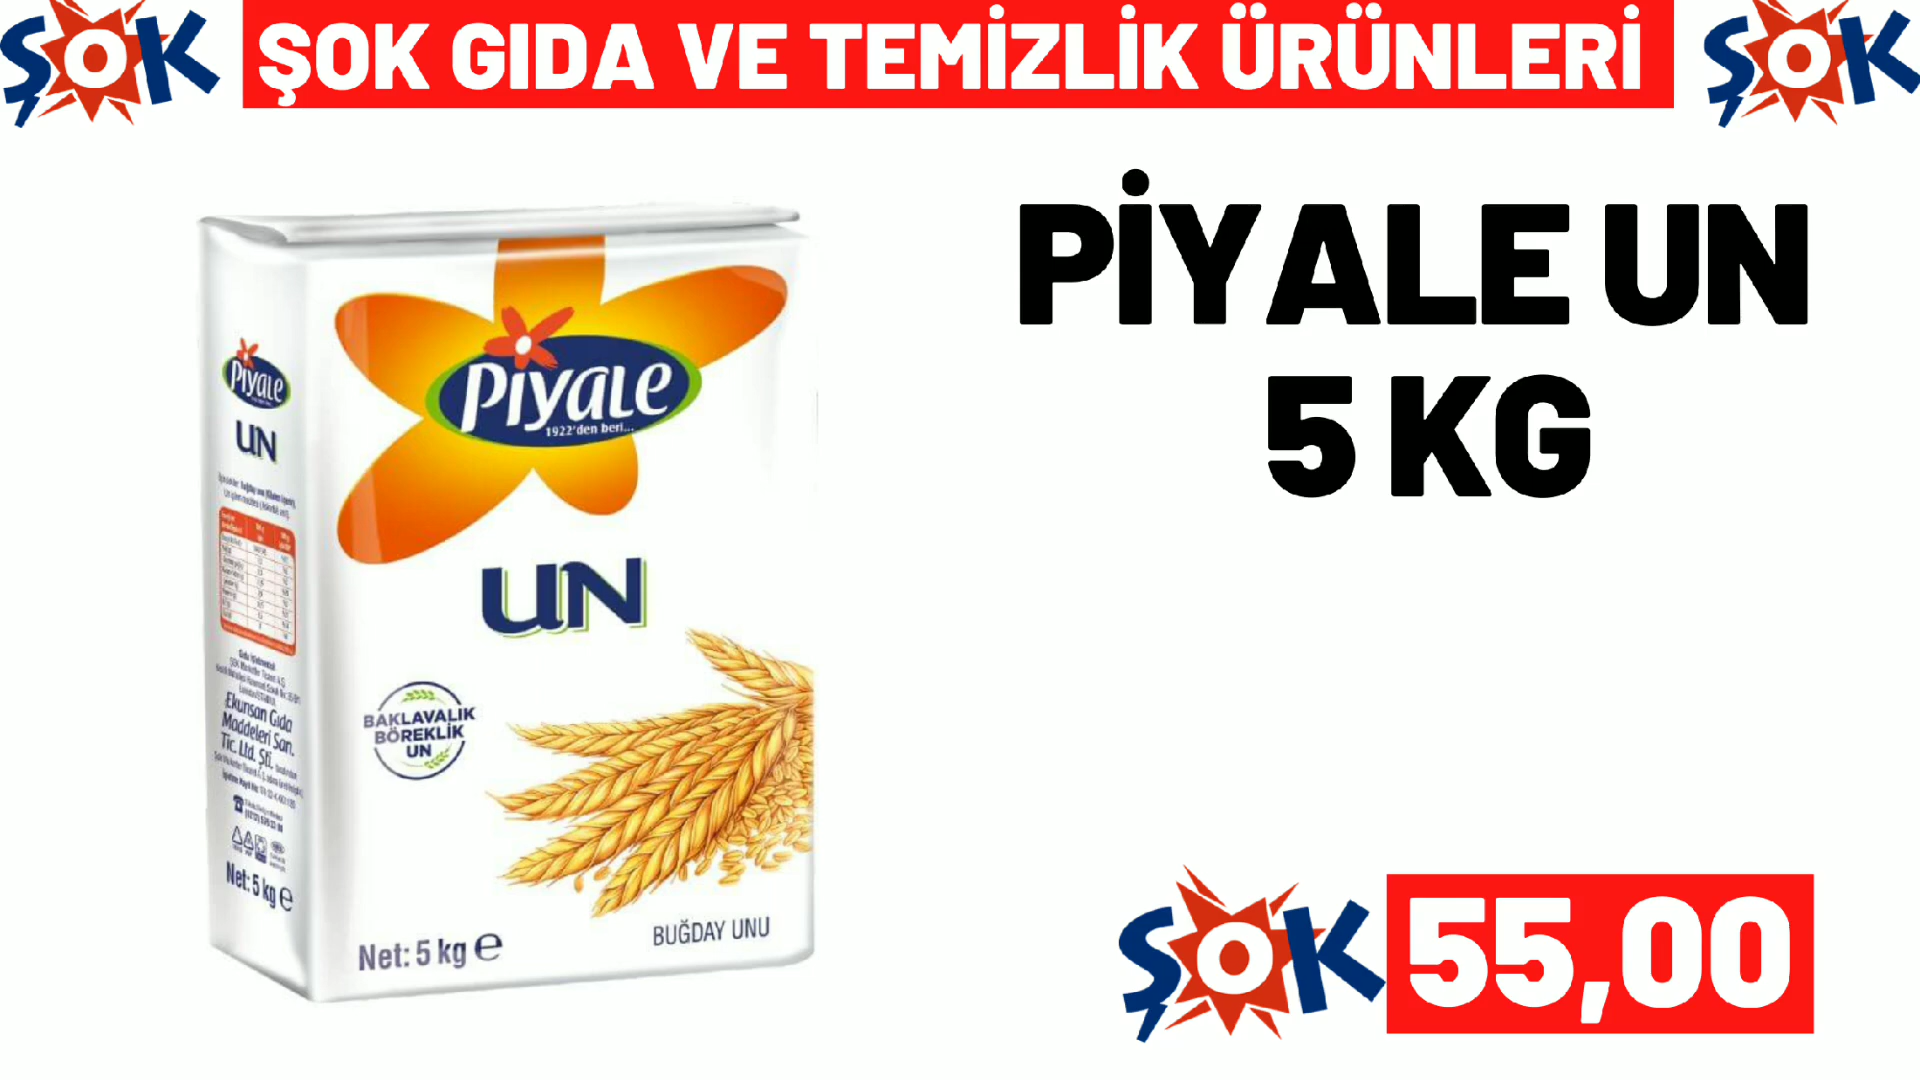 ŞOK
ŞOK GIDA VE TEMİZLİK ÜRÜNLERİ
ŞOK
PİYALE UN
5 KG
Piyale
1922'den beri...
UN
BAKLAVALIK
BÖREKLİK
UN
Net: 5 kg e
BUĞDAY UNU
Piyale
UN
Ekunsan Gıda
Maddeleri San.
Tic. Ltd. Şti.
Net: 5 kg e
ŞOK
55,00